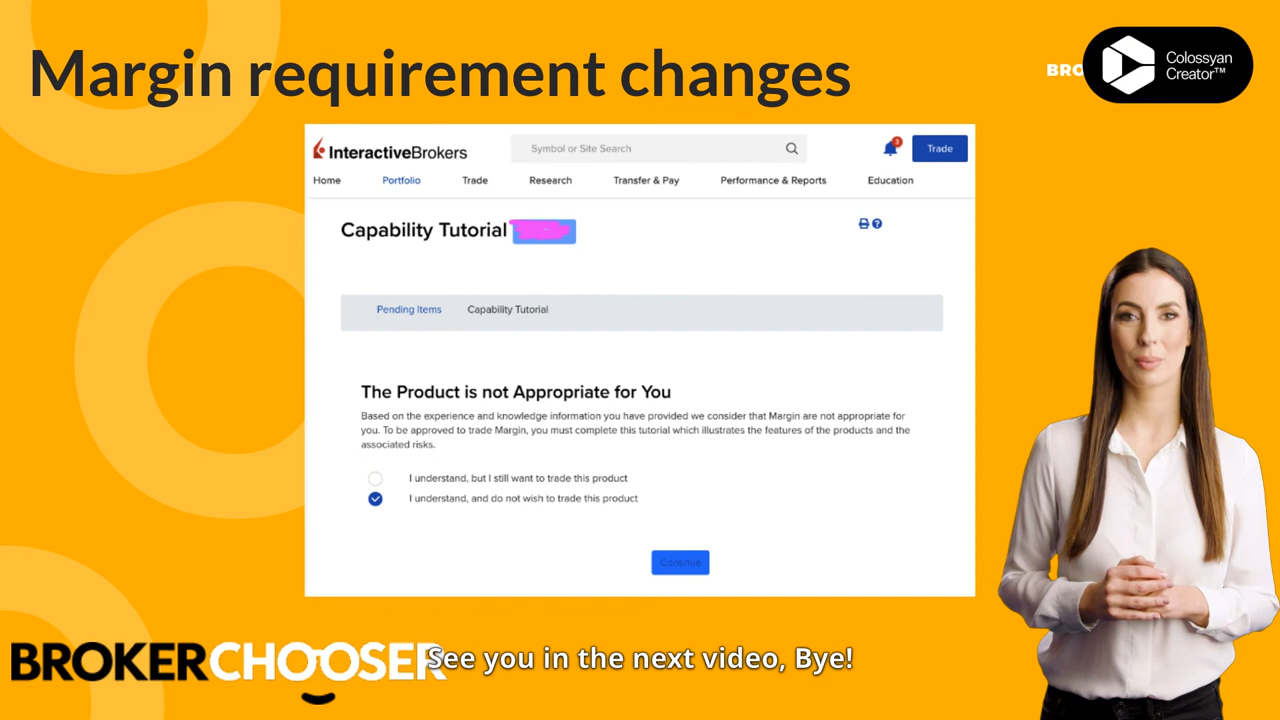 Margin requirement changes
BRO
Colossyan
Creator™
InteractiveBrokers
Symbol or Site Search
3
Trade
Home
Portfolio
Trade
Research
Transfer & Pay
Performance & Reports
Education
Capability Tutorial
Pending Items
Capability Tutorial
The Product is not Appropriate for You
Based on the experience and knowledge information you have provided we consider that Margin are not appropriate for
you. To be approved to trade Margin, you must complete this tutorial which illustrates the features of the products and the
associated risks.
I understand, but I still want to trade this product
I understand, and do not wish to trade this product
Continue
BROKERCHOOSER
See you in the next video, Bye!